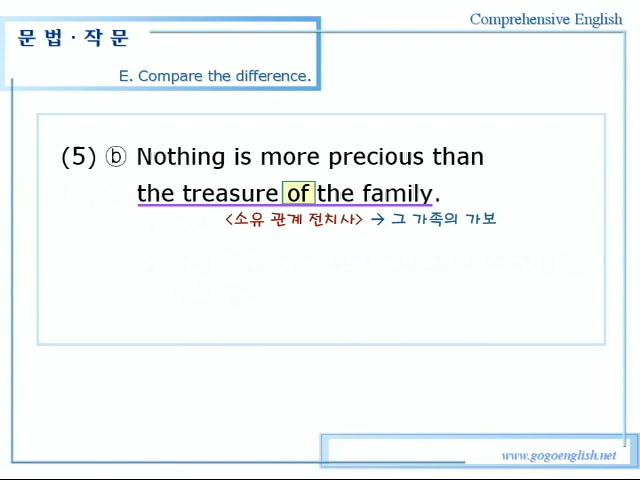 Comprehensive English
문 법 · 작 문
E. Compare the difference.
(5) ⓑ Nothing is more precious than
the treasure of the family.
<소유 관계 전치사> → 그 가족의 가보
www.gogoenglish.net